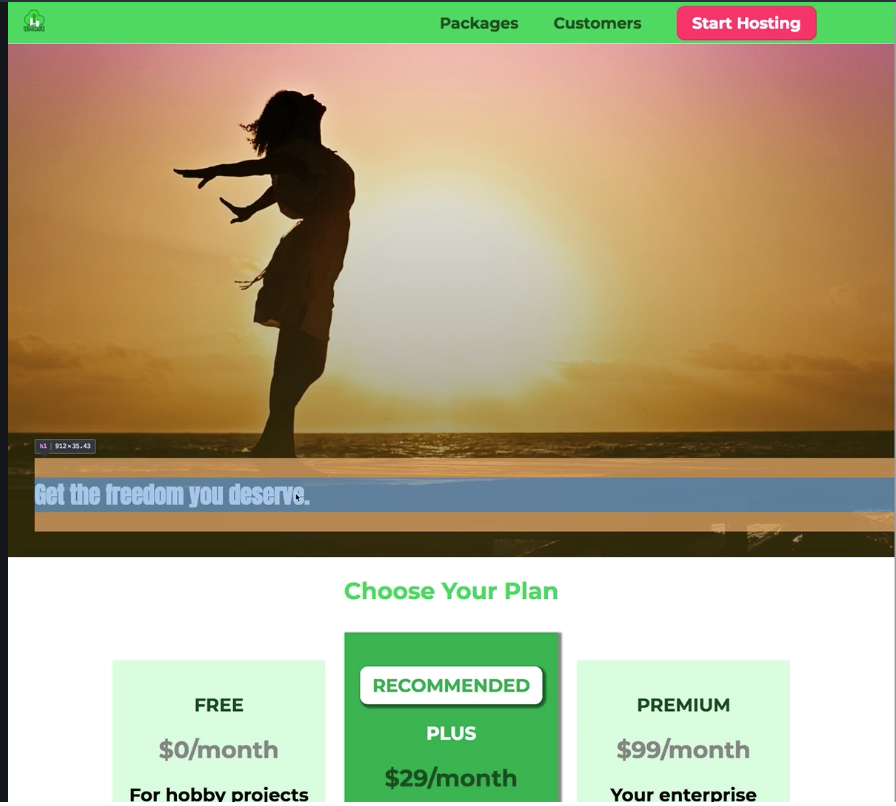 Packages Customers Start Hosting
h1 912×35.43
Get the freedom you deserve.
Choose Your Plan
RECOMMENDED
FREE
PLUS
PREMIUM
$0/month
$29/month
$99/month
For hobby projects
Your enterprise